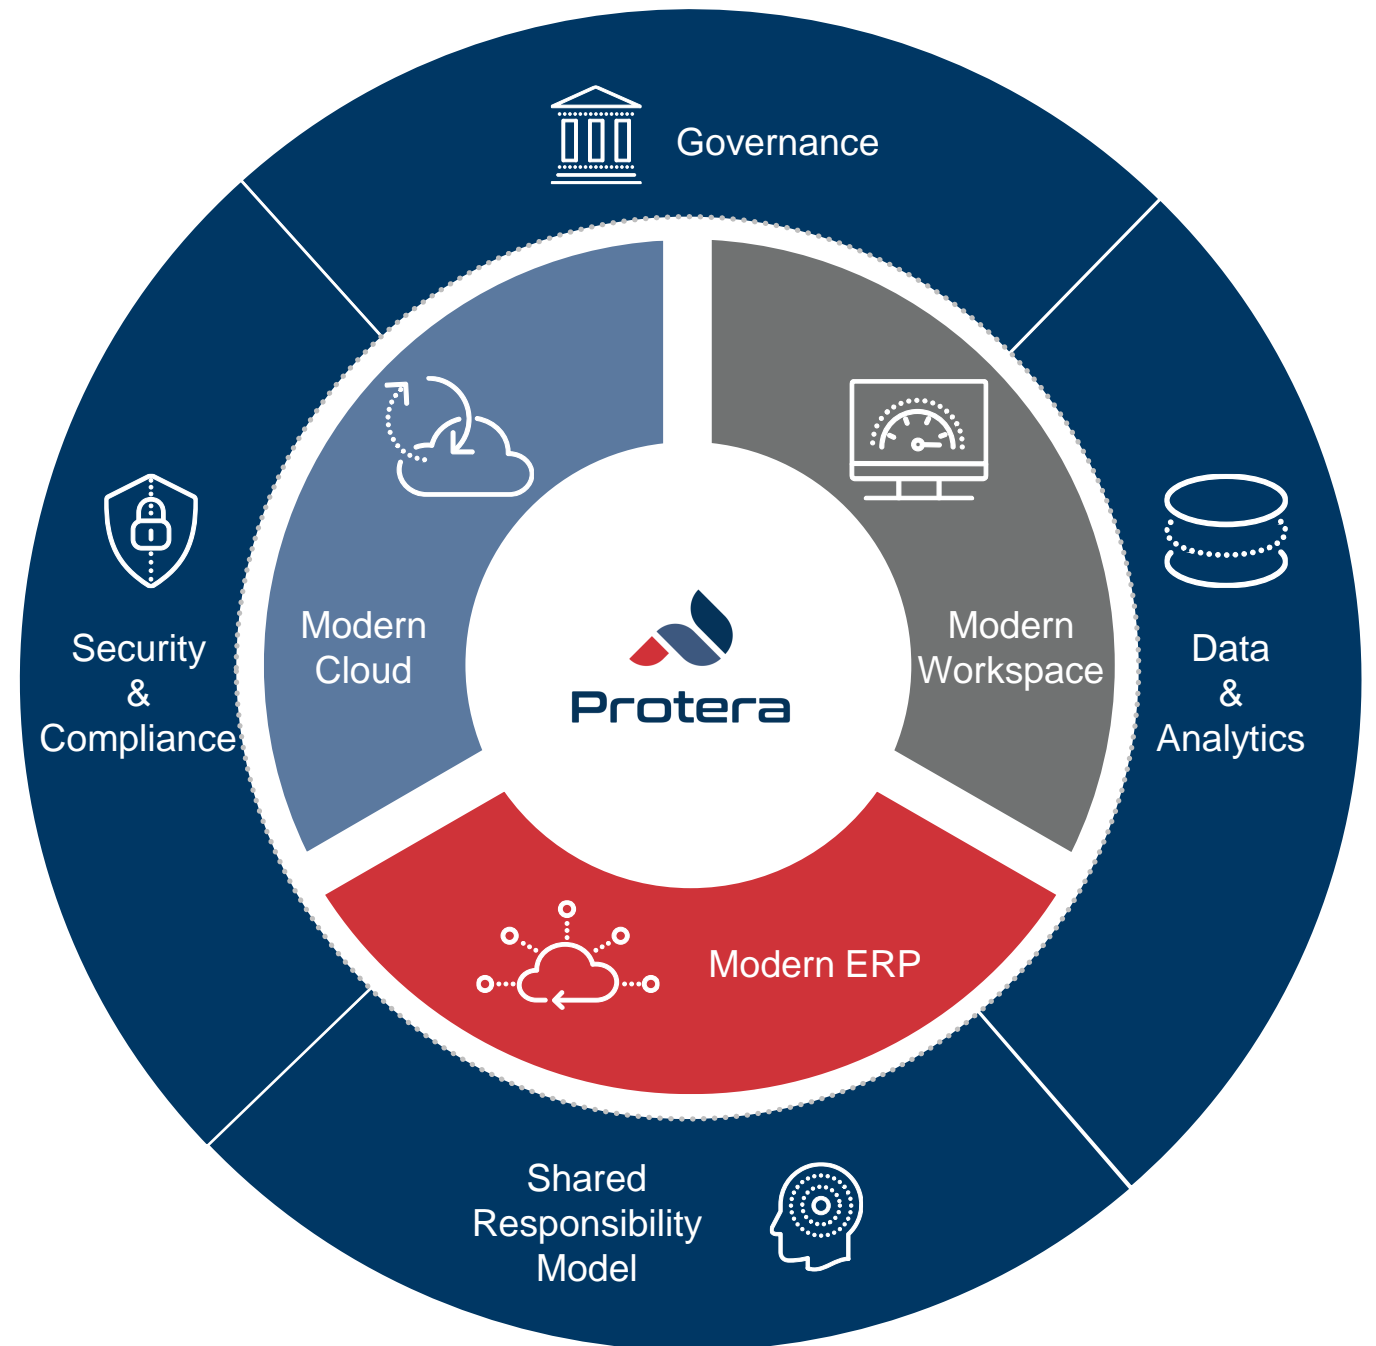 Governance
Modern
Cloud
Modern
Workspace
Security
&
Compliance
Data
&
Analytics
Protera
Modern ERP
Shared
Responsibility
Model